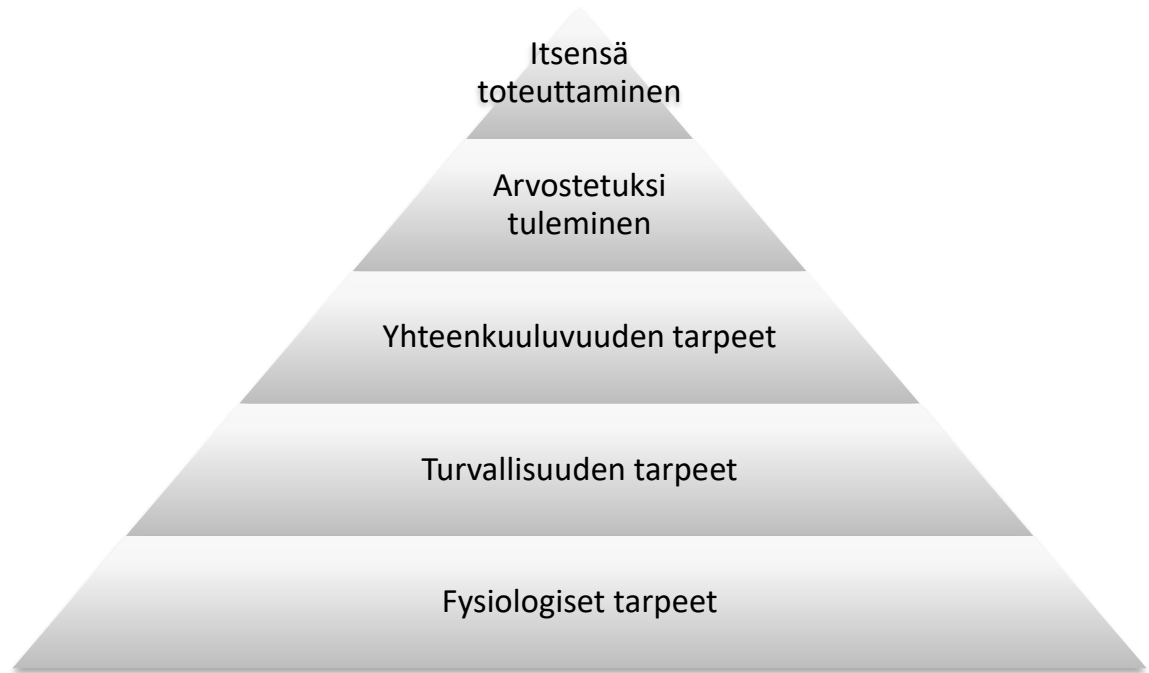 Itsensä
toteuttaminen
Arvostetuksi
tuleminen
Yhteenkuuluvuuden tarpeet
Turvallisuuden tarpeet
Fysiologiset tarpeet